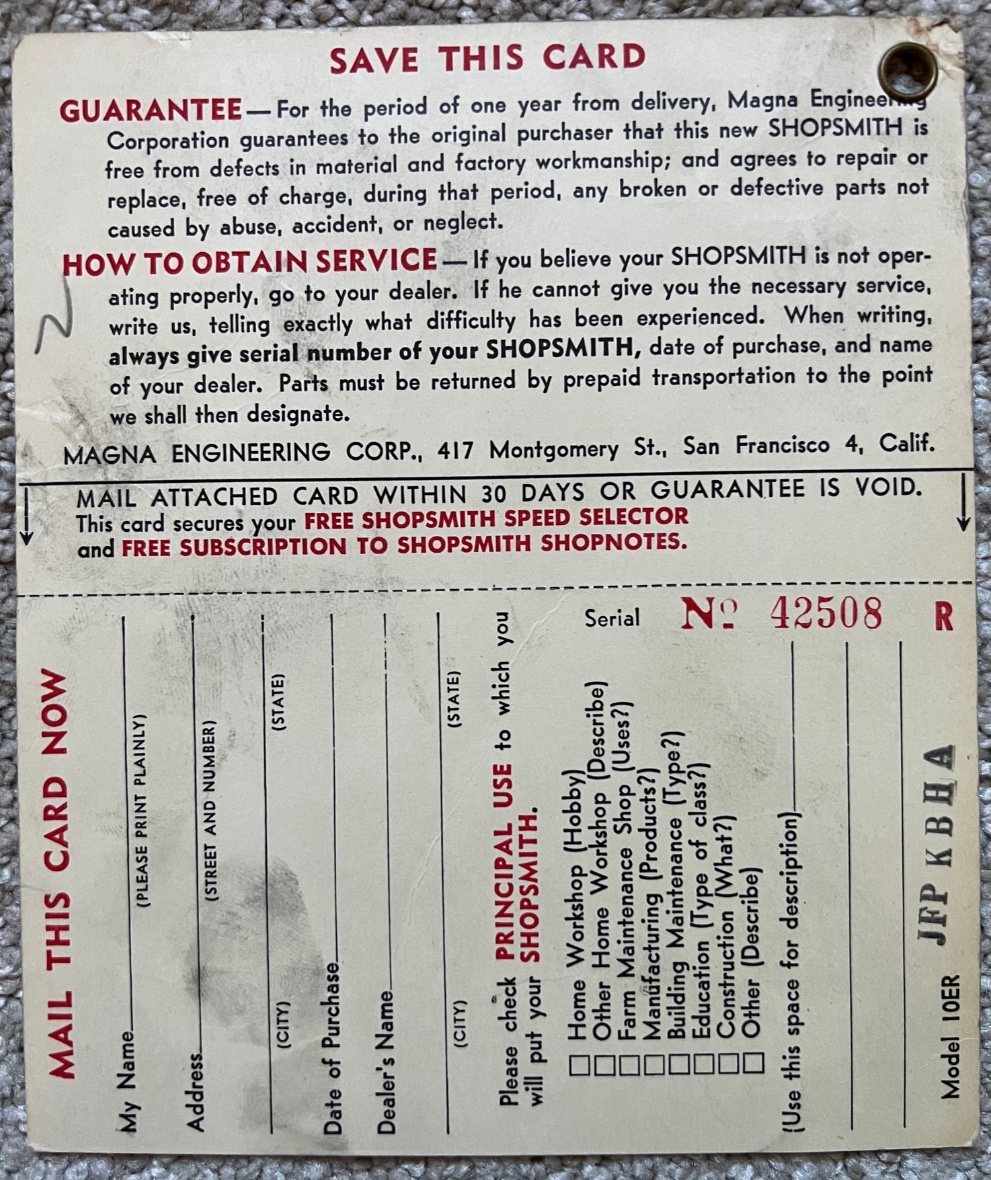 SAVE THIS CARD
GUARANTEE — For the period of one year from delivery, Magna Engineering
Corporation guarantees to the original purchaser that this new SHOPSMITH is
free from defects in material and factory workmanship; and agrees to repair or
replace, free of charge, during that period, any broken or defective parts not
caused by abuse, accident, or neglect.
HOW TO OBTAIN SERVICE — If you believe your SHOPSMITH is not oper-
ating properly, go to your dealer. If he cannot give you the necessary service,
write us, telling exactly what difficulty has been experienced. When writing,
always give serial number of your SHOPSMITH, date of purchase, and name
of your dealer. Parts must be returned by prepaid transportation to the point
we shall then designate.
MAGNA ENGINEERING CORP., 417 Montgomery St., San Francisco 4, Calif.
MAIL ATTACHED CARD WITHIN 30 DAYS OR GUARANTEE IS VOID.
This card secures your FREE SHOPSMITH SPEED SELECTOR
and FREE SUBSCRIPTION TO SHOPSMITH SHOPNOTES.
Serial Nº 42508 R
MAIL THIS CARD NOW
My Name
(PLEASE PRINT PLAINLY)
Address
(STREET AND NUMBER)
(CITY) (STATE)
Date of Purchase
Dealer's Name
(CITY) (STATE)
Please check PRINCIPAL USE to which you
will put your SHOPSMITH.
☐ Home Workshop (Hobby)
☐ Other Home Workshop (Describe)
☐ Farm Maintenance Shop (Uses?)
☐ Manufacturing (Products?)
☐ Building Maintenance (Type?)
☐ Education (Type of class?)
☐ Construction (What?)
☐ Other (Describe)
(Use this space for description)
Model 10ER JFP K B H A